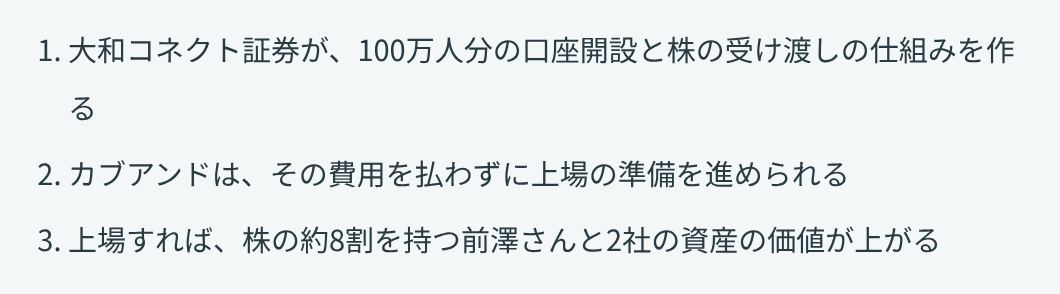 1. 大和コネクト証券が、100万人分の口座開設と株の受け渡しの仕組みを作
る
2. カブアンドは、その費用を払わずに上場の準備を進められる
3. 上場すれば、株の約8割を持つ前澤さんと2社の資産の価値が上がる